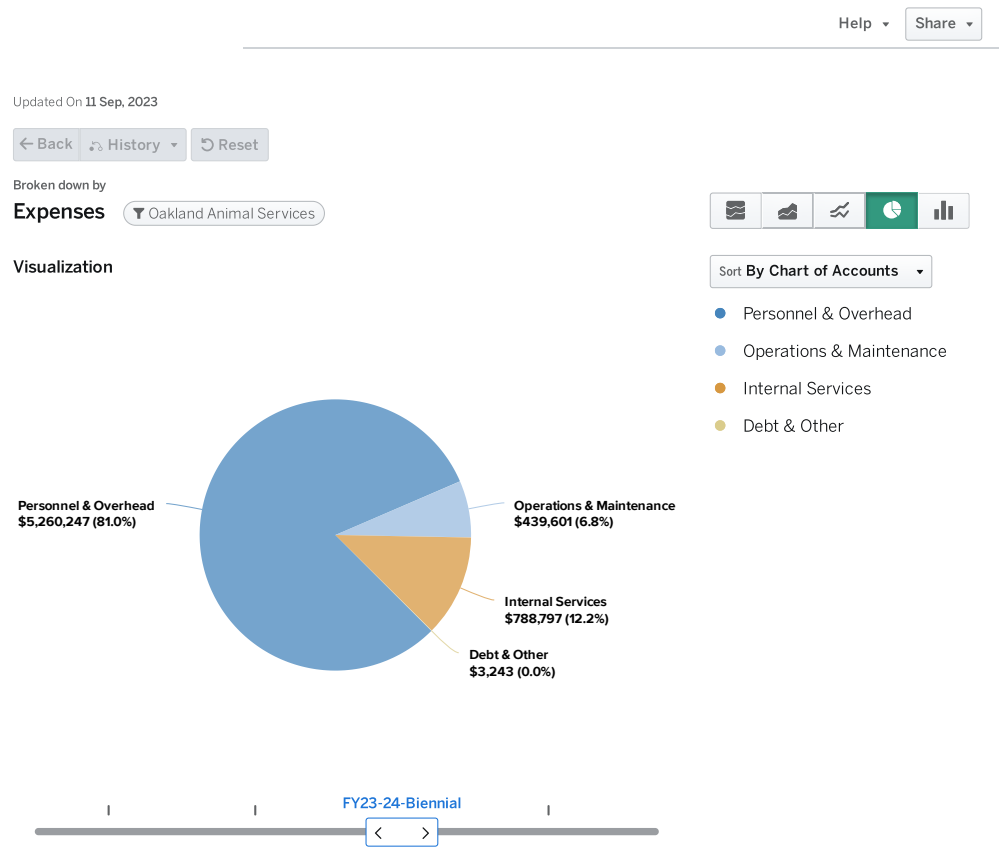 Help
Share
Updated On 11 Sep, 2023
Back
History
Reset
Broken down by
Expenses
Oakland Animal Services
Visualization
Sort By Chart of Accounts
Personnel & Overhead
Operations & Maintenance
Internal Services
Debt & Other
Personnel & Overhead
$5,260,247 (81.0%)
Operations & Maintenance
$439,601 (6.8%)
Internal Services
$788,797 (12.2%)
Debt & Other
$3,243 (0.0%)
FY23-24-Biennial